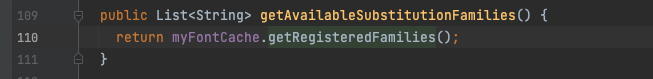 109 public List<String> getAvailableSubstitutionFamilies() {
110 return myFontCache.getRegisteredFamilies();
111 }